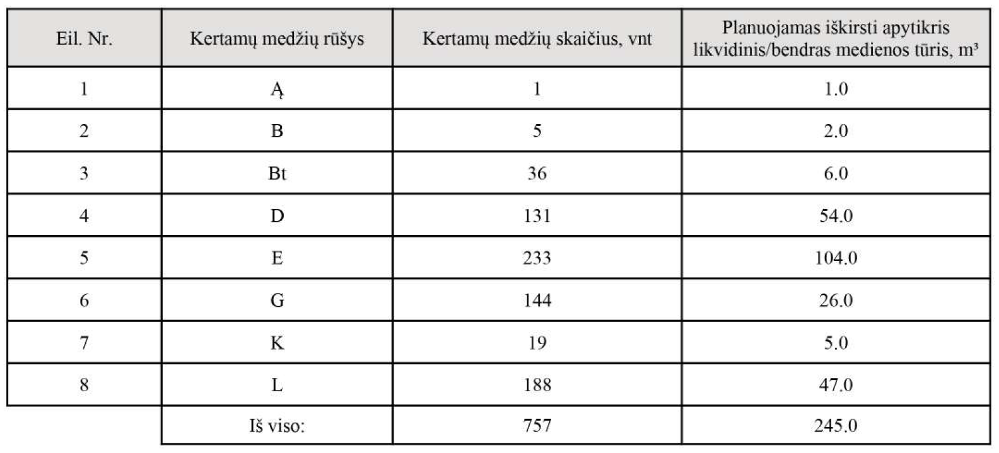 Eil. Nr. Kertamų medžių rūšys Kertamų medžių skaičius, vnt Planuojamas iškirsti apytikris
likvidinis/bendras medienos tūris, m³
1 Ą 1 1.0
2 B 5 2.0
3 Bt 36 6.0
4 D 131 54.0
5 E 233 104.0
6 G 144 26.0
7 K 19 5.0
8 L 188 47.0
Iš viso: 757 245.0